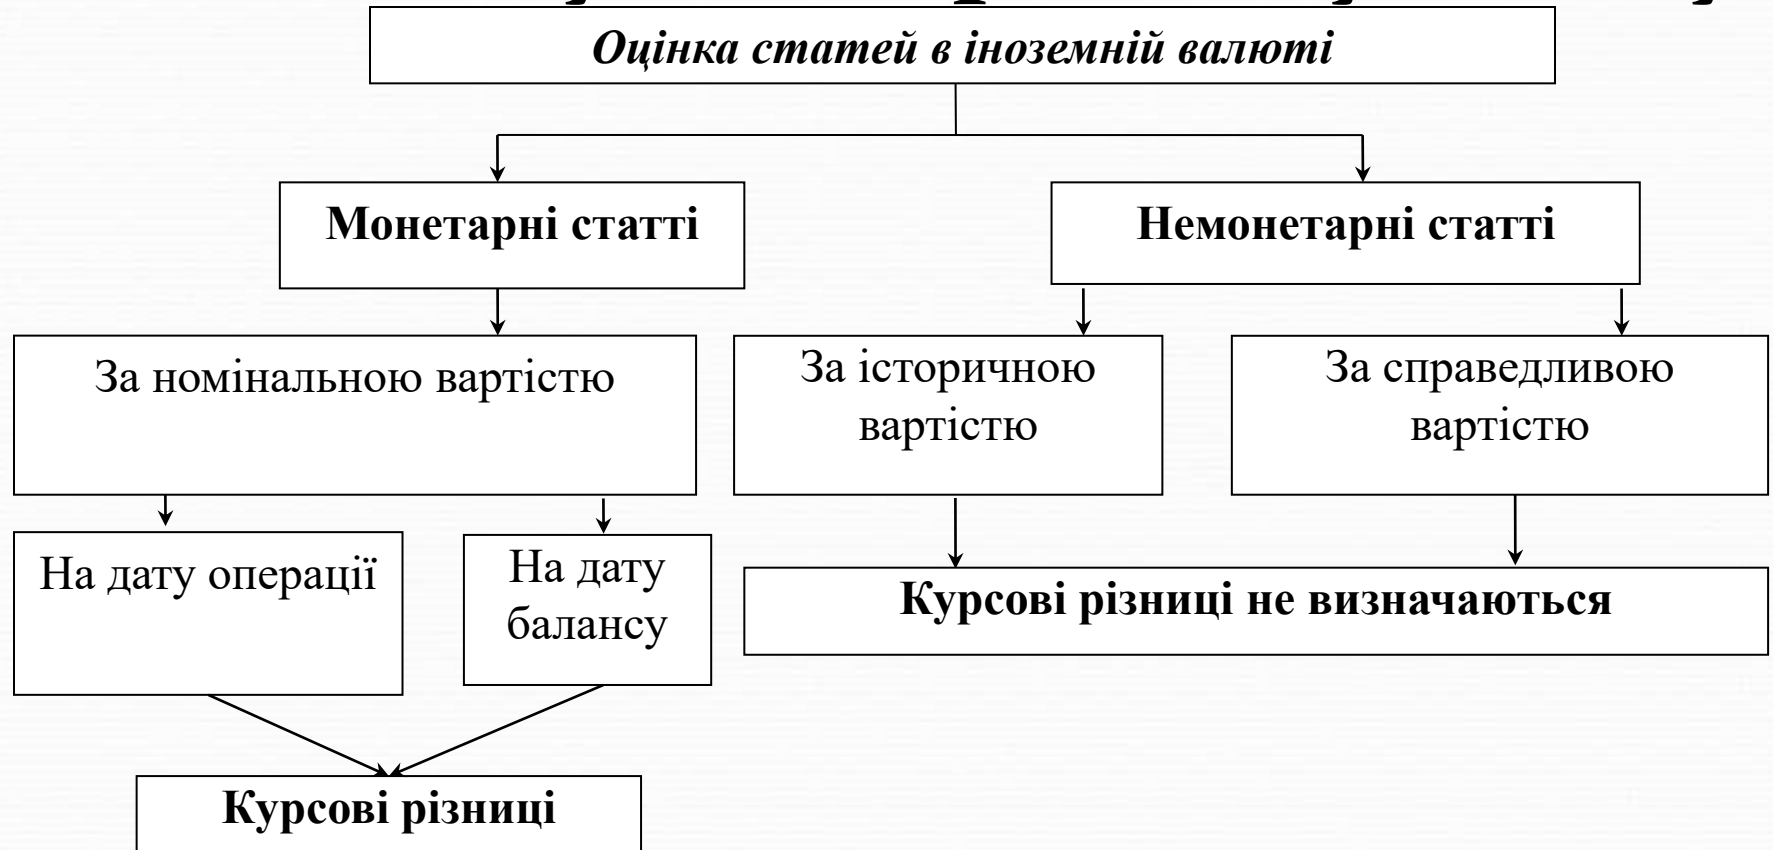 Оцінка статей в іноземній валюті
Монетарні статті
Немонетарні статті
За номінальною вартістю
За історичною
вартістю
За справедливою
вартістю
На дату операції
На дату
балансу
Курсові різниці не визначаються
Курсові різниці